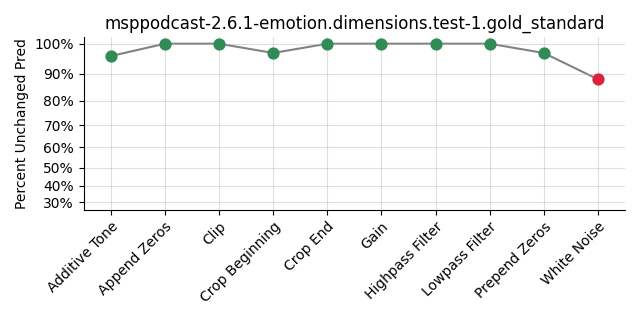 msppodcast-2.6.1-emotion.dimensions.test-1.gold_standard
Percent Unchanged Pred
100%
90%
80%
70%
60%
50%
40%
30%
Additive Tone
Append Zeros
Clip
Crop Beginning
Crop End
Gain
Highpass Filter
Lowpass Filter
Prepend Zeros
White Noise